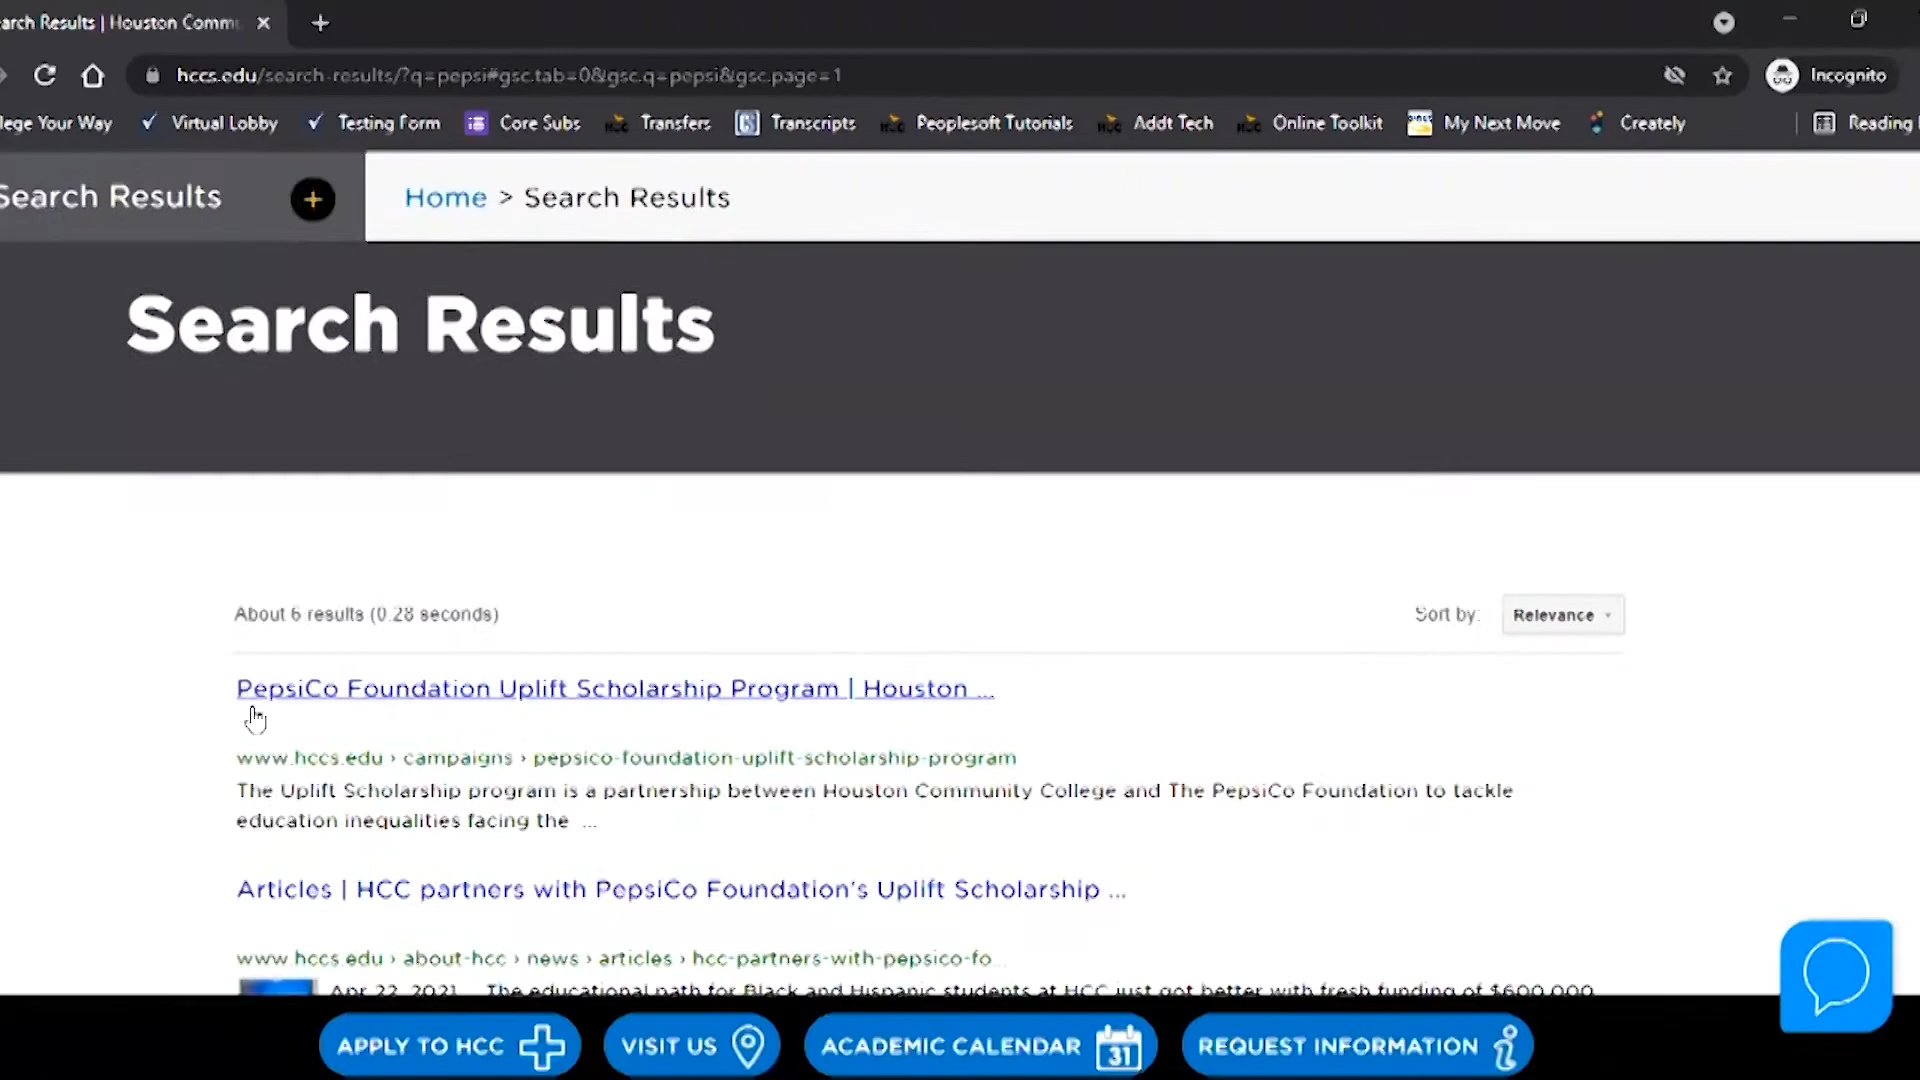 arch Results | Houston Commu
hccs.edu/search-results/?q=pepsi#gsc.tab=0&gsc.q=pepsi&gsc.page=1
Incognito
lege Your Way
Virtual Lobby
Testing Form
Core Subs
Transfers
Transcripts
Peoplesoft Tutorials
Addt Tech
Online Toolkit
My Next Move
Creately
Reading
Search Results
Home > Search Results
Search Results
About 6 results (0.28 seconds)
Sort by:
Relevance
PepsiCo Foundation Uplift Scholarship Program | Houston ...
www.hccs.edu › campaigns › pepsico-foundation-uplift-scholarship-program
The Uplift Scholarship program is a partnership between Houston Community College and The PepsiCo Foundation to tackle
education inequalities facing the ...
Articles | HCC partners with PepsiCo Foundation's Uplift Scholarship ...
www.hccs.edu › about-hcc › news › articles › hcc-partners-with-pepsico-fo...
Apr 22, 2021 ... The educational path for Black and Hispanic students at HCC just got better with fresh funding of $600,000
APPLY TO HCC
VISIT US
ACADEMIC CALENDAR
31
REQUEST INFORMATION